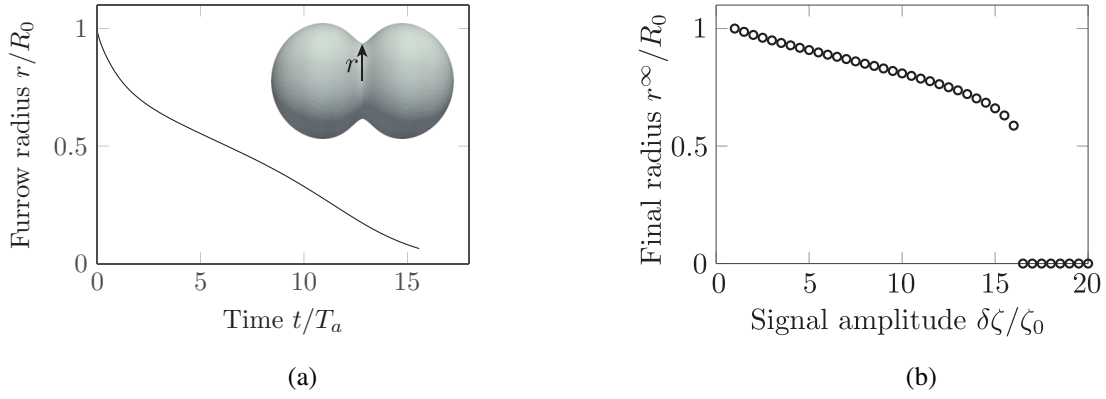 Furrow radius r/R₀
1
0.5
0
r
0 5 10 15
Time t/Tₐ
(a)
Final radius r^∞/R₀
1
0.5
0
0 5 10 15 20
Signal amplitude δζ/ζ₀
(b)